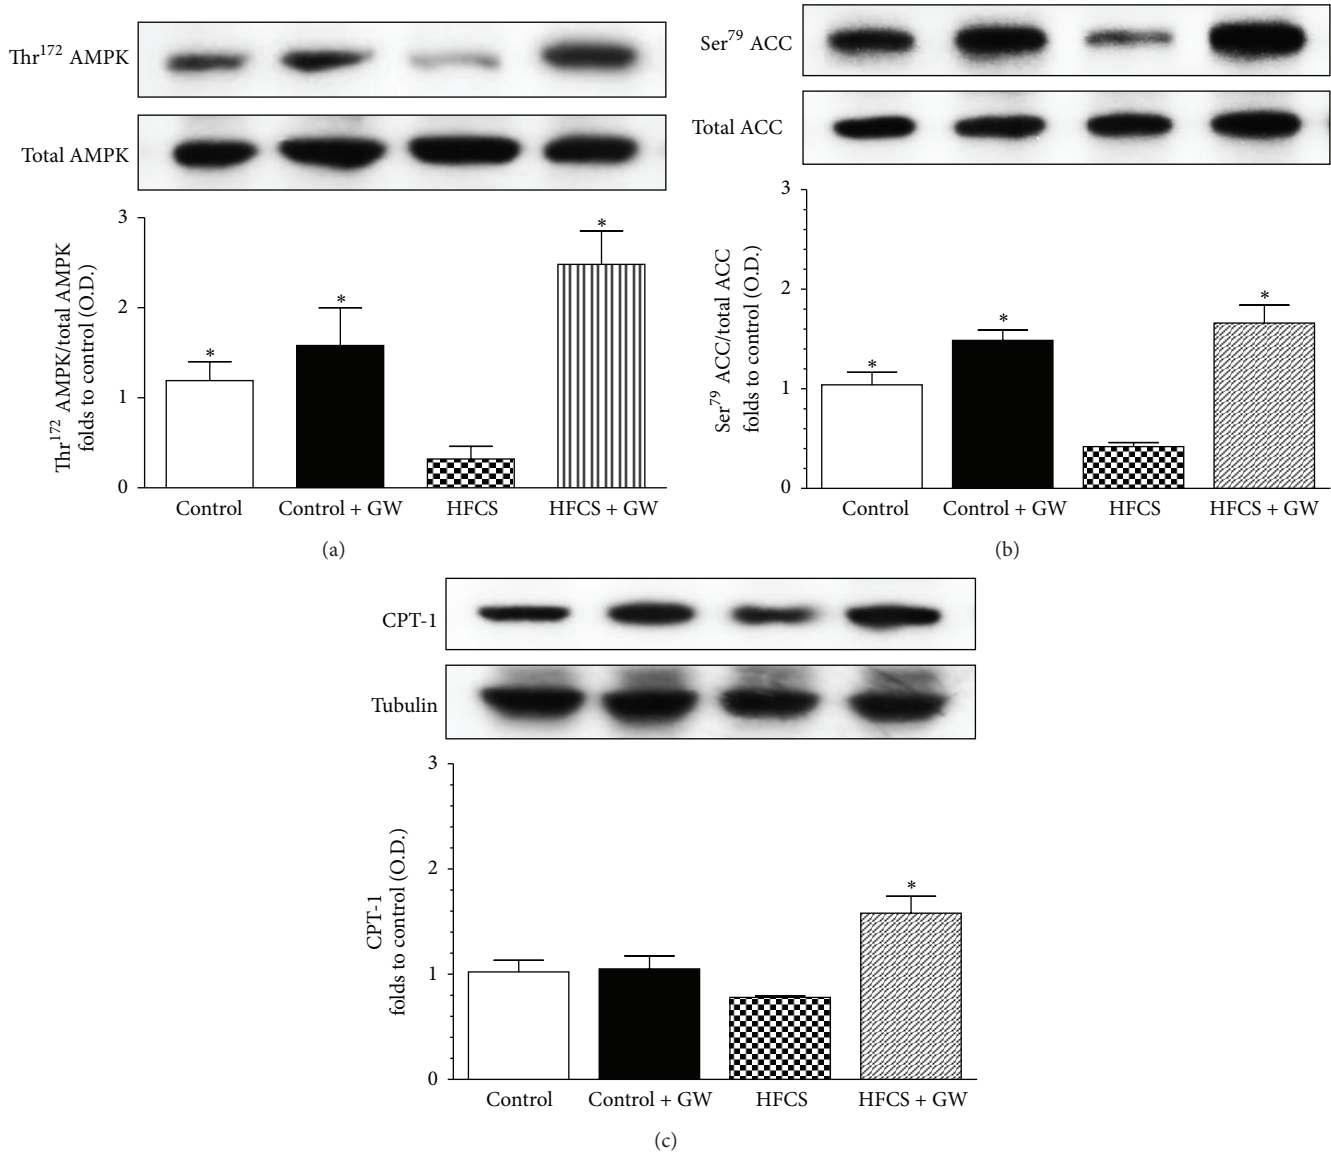 Thr172 AMPK
Total AMPK
Thr172 AMPK/total AMPK
folds to control (O.D.)
3
2
1
0
*
*
*
Control
Control + GW
HFCS
HFCS + GW
(a)
Ser79 ACC
Total ACC
Ser79 ACC/total ACC
folds to control (O.D.)
3
2
1
0
*
*
*
Control
Control + GW
HFCS
HFCS + GW
(b)
CPT-1
Tubulin
CPT-1
folds to control (O.D.)
3
2
1
0
*
Control
Control + GW
HFCS
HFCS + GW
(c)